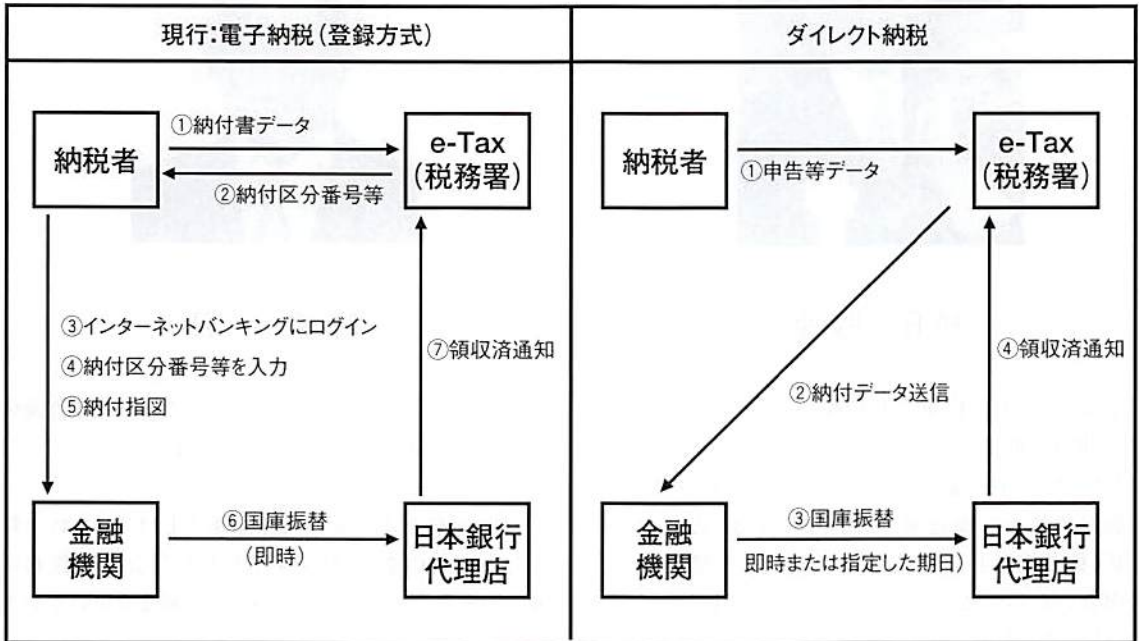 現行:電子納税(登録方式)
納税者
①納付書データ
②納付区分番号等
e-Tax
(税務署)
③インターネットバンキングにログイン
④納付区分番号等を入力
⑤納付指図
⑦領収済通知
金融
機関
⑥国庫振替
(即時)
日本銀行
代理店
ダイレクト納税
納税者
①申告等データ
e-Tax
(税務署)
②納付データ送信
④領収済通知
金融
機関
③国庫振替
即時または指定した期日)
日本銀行
代理店